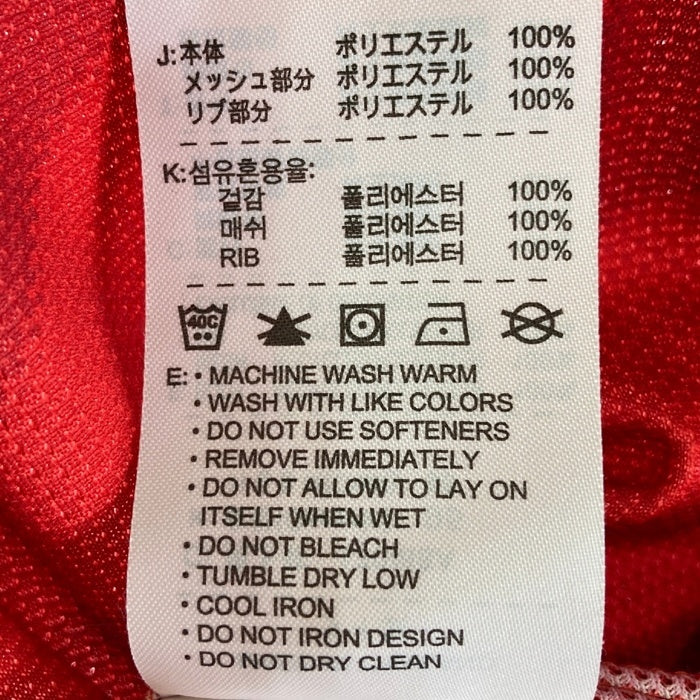 J:本体 ポリエステル 100%
メッシュ部分 ポリエステル 100%
リブ部分 ポリエステル 100%
K:섬유혼용율:
겉감 폴리에스터 100%
매쉬 폴리에스터 100%
RIB 폴리에스터 100%
40C
E: • MACHINE WASH WARM
• WASH WITH LIKE COLORS
• DO NOT USE SOFTENERS
• REMOVE IMMEDIATELY
• DO NOT ALLOW TO LAY ON
ITSELF WHEN WET
• DO NOT BLEACH
• TUMBLE DRY LOW
• COOL IRON
• DO NOT IRON DESIGN
• DO NOT DRY CLEAN